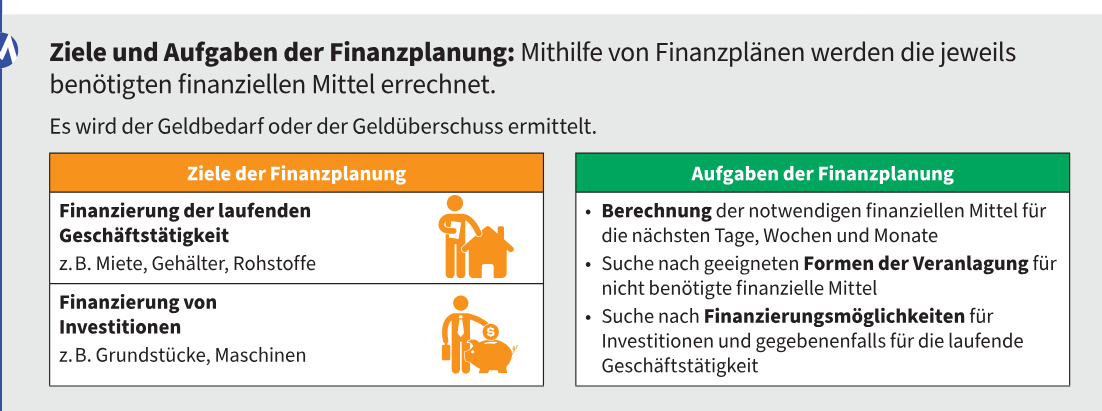 Ziele und Aufgaben der Finanzplanung: Mithilfe von Finanzplänen werden die jeweils
benötigten finanziellen Mittel errechnet.
Es wird der Geldbedarf oder der Geldüberschuss ermittelt.
Ziele der Finanzplanung
Finanzierung der laufenden
Geschäftstätigkeit
z. B. Miete, Gehälter, Rohstoffe
Finanzierung von
Investitionen
z. B. Grundstücke, Maschinen
$
Aufgaben der Finanzplanung
• Berechnung der notwendigen finanziellen Mittel für
die nächsten Tage, Wochen und Monate
• Suche nach geeigneten Formen der Veranlagung für
nicht benötigte finanzielle Mittel
• Suche nach Finanzierungsmöglichkeiten für
Investitionen und gegebenenfalls für die laufende
Geschäftstätigkeit